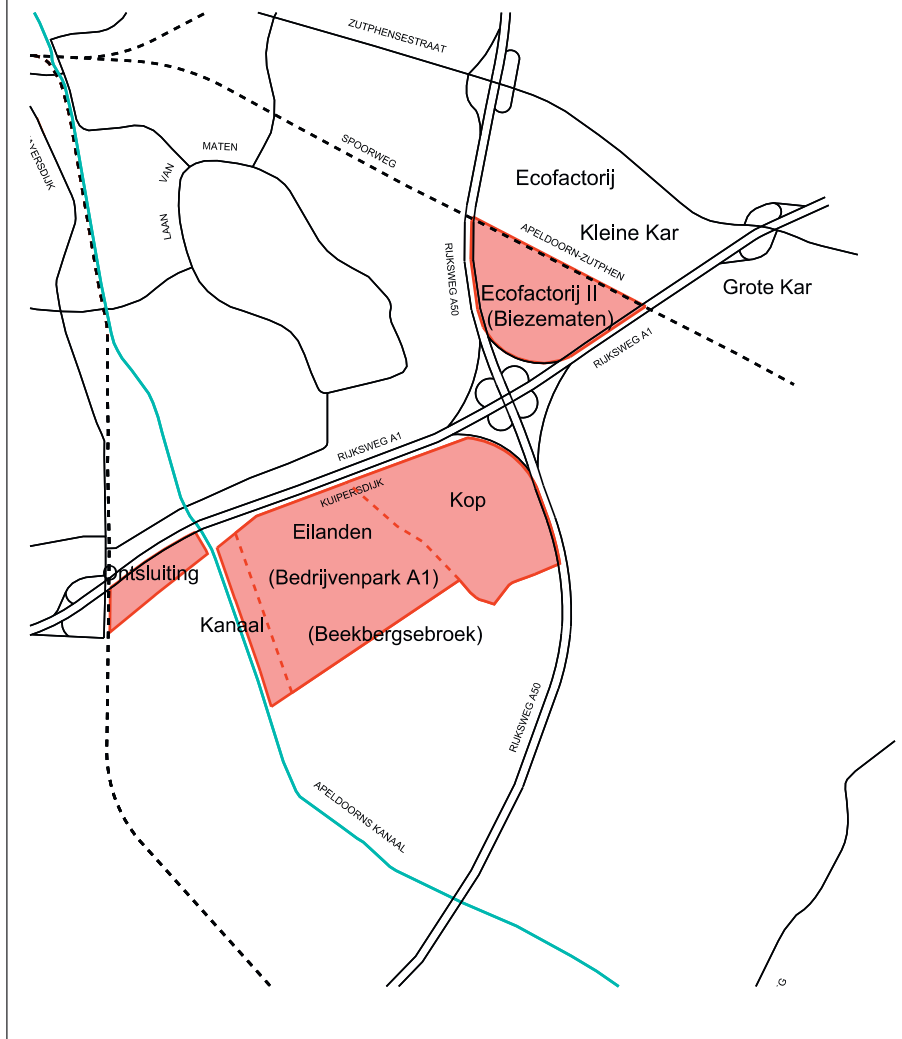 ZUTPHENSESTRAAT
SPOORWEG
MATEN
VAN
LAAN
Ecofactorij
Kleine Kar
APELDOORN-ZUTPHEN
RIJKSWEG A50
Grote Kar
Ecofactorij II
(Biezematen)
RIJKSWEG A1
RIJKSWEG A1
KUIPERSDIJK
Kop
Eilanden
Ontsluiting
(Bedrijvenpark A1)
Kanaal
(Beekbergsebroek)
RIJKSWEG A50
APELDOORNS KANAAL